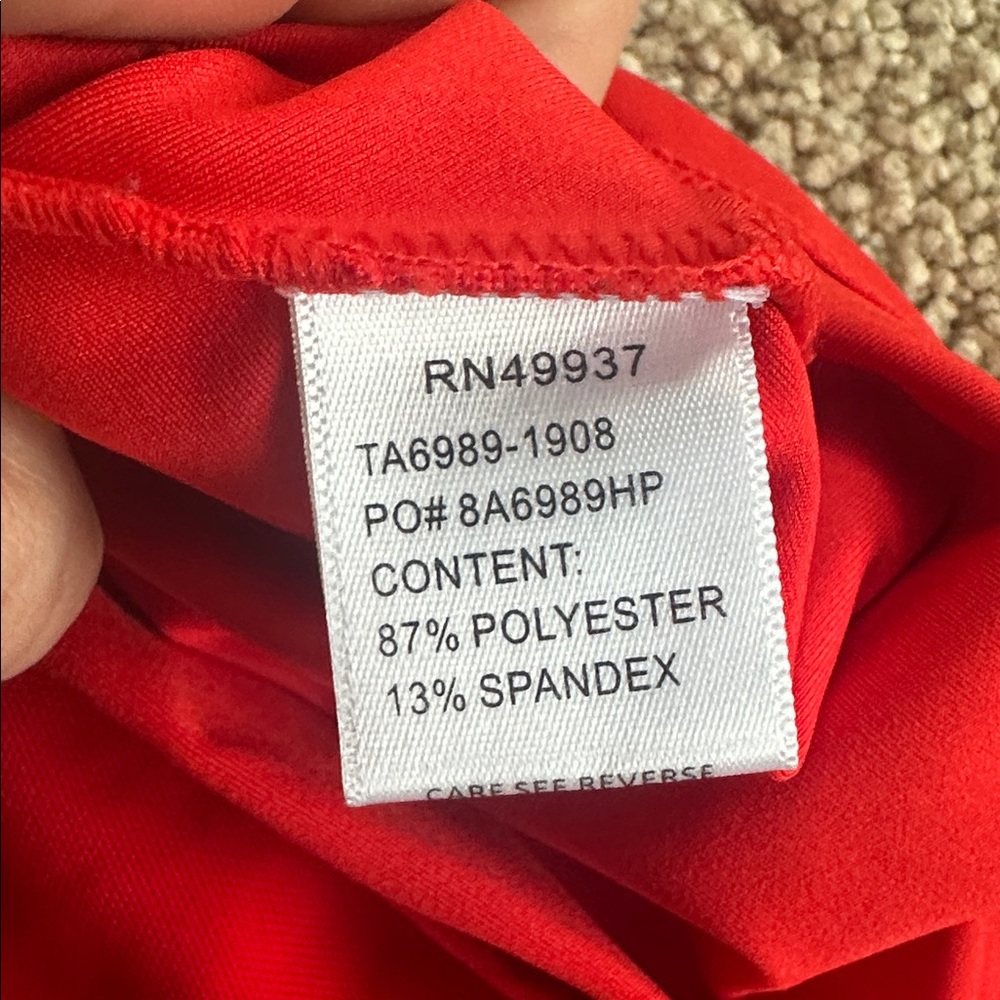 RN49937
TA6989-1908
PO# 8A6989HP
CONTENT:
87% POLYESTER
13% SPANDEX
CARE SEE REVERSE